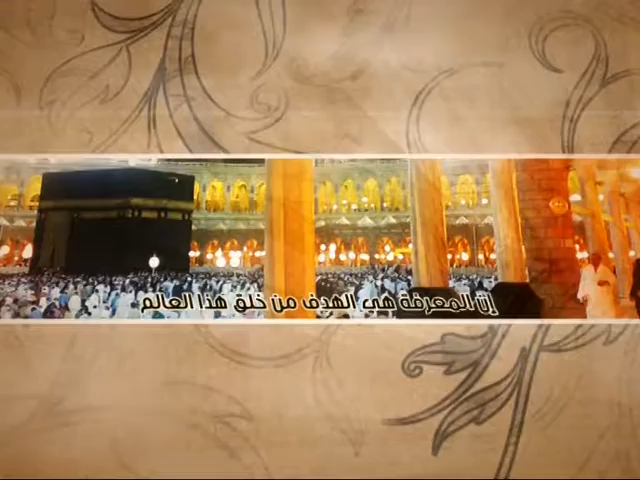 إن المعرفة هي الهدف من خلق هذا العالم